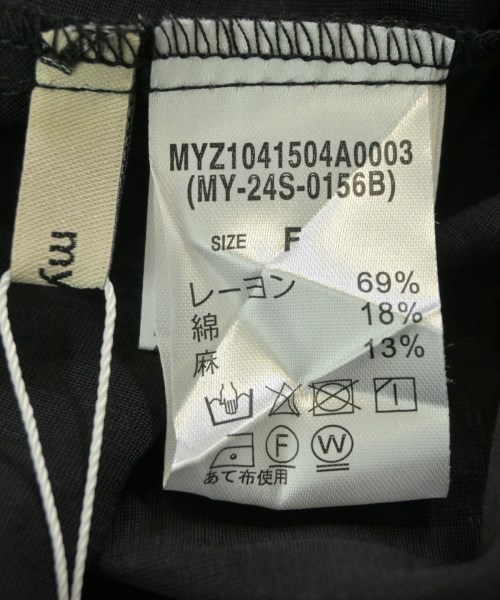 my
MYZ1041504A0003
(MY-24S-0156B)
SIZE F
レーヨン 69%
綿 18%
麻 13%
F W
あて布使用